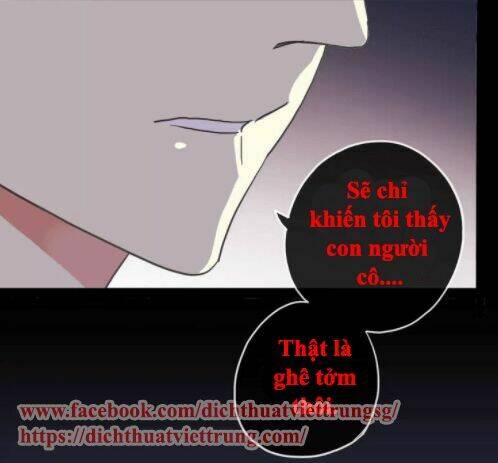 Sẽ chỉ
khiến tôi thấy
con người
cô....
Thật là
ghê tởm
thôi.
www.facebook.com/dichthuatviettrungsg/
https://dichthuatviettrung.com/